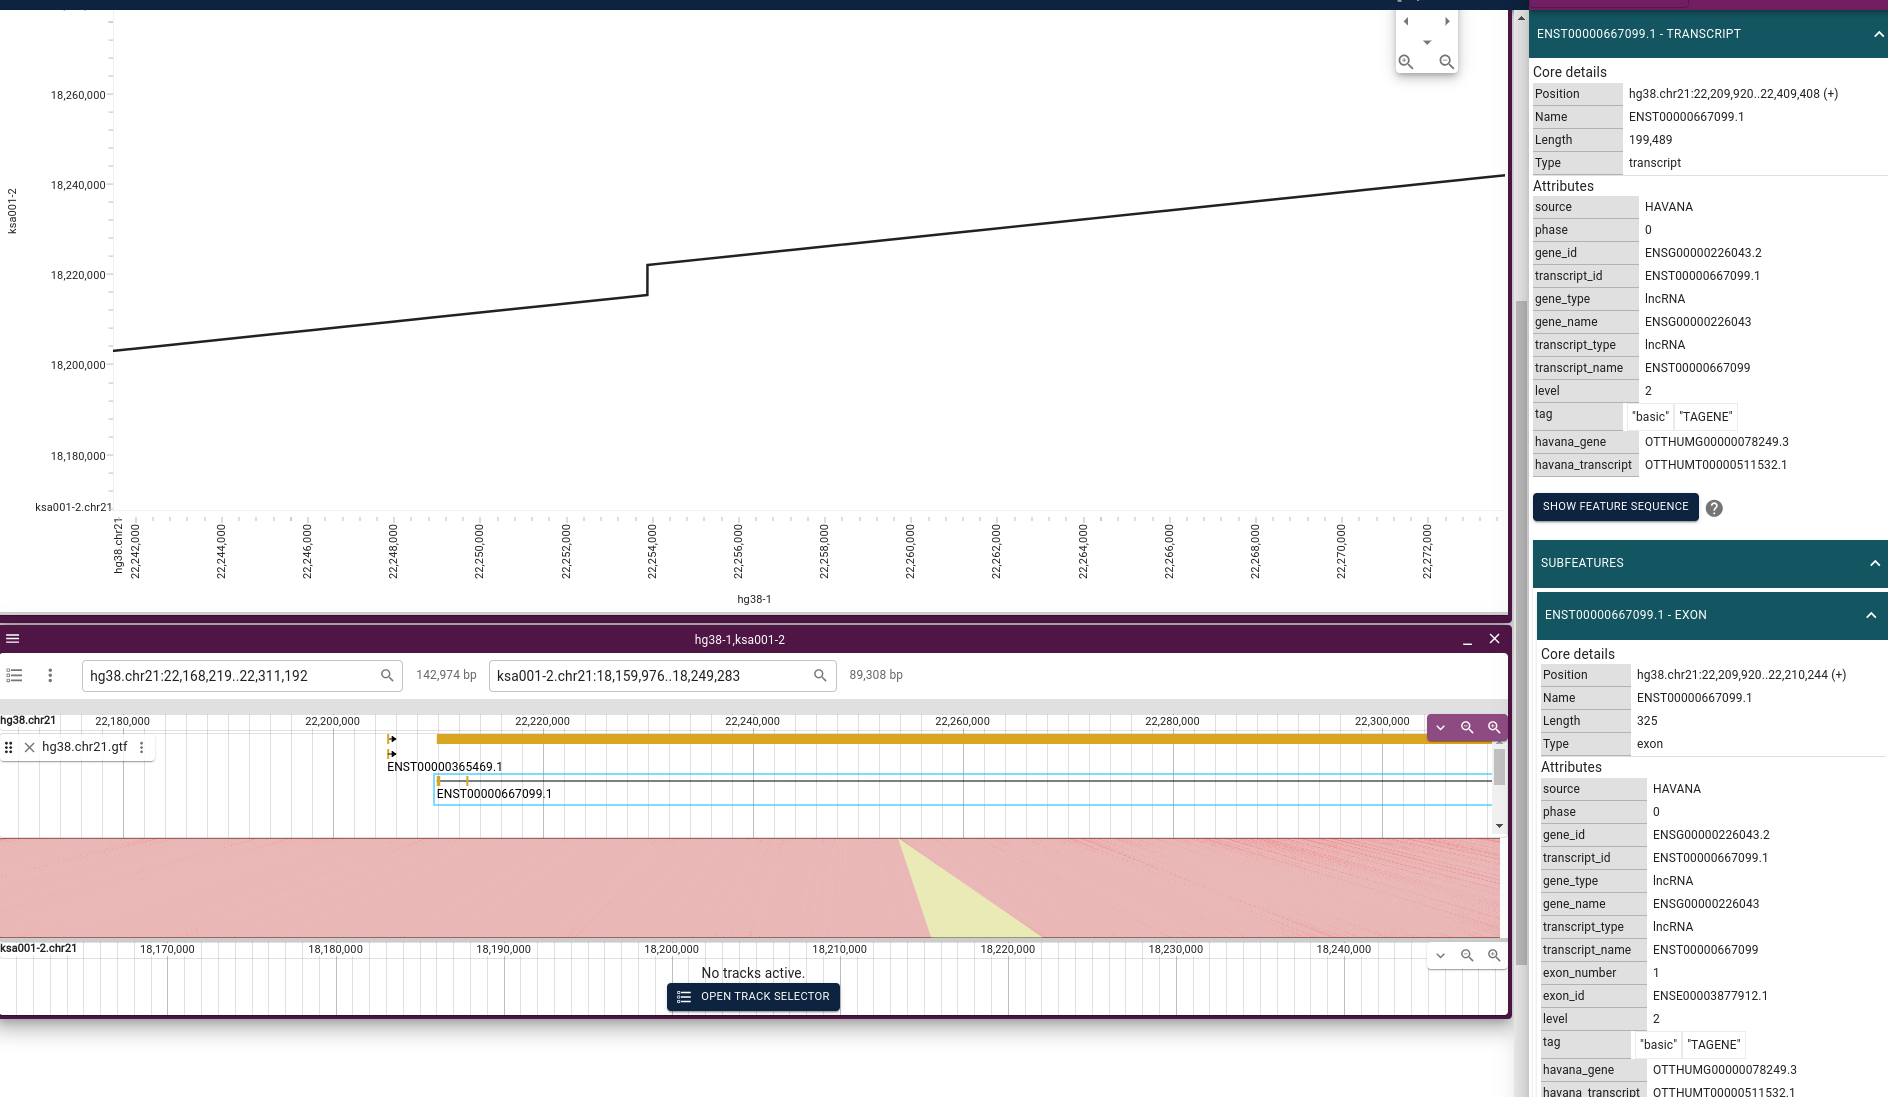 18,260,000
18,240,000
18,220,000
18,200,000
18,180,000
ksa001-2
ksa001-2.chr21
hg38.chr21
22,242,000
22,244,000
22,246,000
22,248,000
22,250,000
22,252,000
22,254,000
22,256,000
22,258,000
22,260,000
22,262,000
22,264,000
22,266,000
22,268,000
22,270,000
22,272,000
hg38-1
hg38-1,ksa001-2
hg38.chr21:22,168,219..22,311,192
142,974 bp
ksa001-2.chr21:18,159,976..18,249,283
89,308 bp
hg38.chr21
22,180,000
22,200,000
22,220,000
22,240,000
22,260,000
22,280,000
22,300,000
hg38.chr21.gtf
ENST00000365469.1
ENST00000667099.1
ksa001-2.chr21
18,170,000
18,180,000
18,190,000
18,200,000
18,210,000
18,220,000
18,230,000
18,240,000
No tracks active.
OPEN TRACK SELECTOR
ENST00000667099.1 - TRANSCRIPT
Core details
Position hg38.chr21:22,209,920..22,409,408 (+)
Name ENST00000667099.1
Length 199,489
Type transcript
Attributes
source HAVANA
phase 0
gene_id ENSG00000226043.2
transcript_id ENST00000667099.1
gene_type lncRNA
gene_name ENSG00000226043
transcript_type lncRNA
transcript_name ENST00000667099
level 2
tag "basic" "TAGENE"
havana_gene OTTHUMG00000078249.3
havana_transcript OTTHUMT00000511532.1
SHOW FEATURE SEQUENCE ?
SUBFEATURES
ENST00000667099.1 - EXON
Core details
Position hg38.chr21:22,209,920..22,210,244 (+)
Name ENST00000667099.1
Length 325
Type exon
Attributes
source HAVANA
phase 0
gene_id ENSG00000226043.2
transcript_id ENST00000667099.1
gene_type lncRNA
gene_name ENSG00000226043
transcript_type lncRNA
transcript_name ENST00000667099
exon_number 1
exon_id ENSE00003877912.1
level 2
tag "basic" "TAGENE"
havana_gene OTTHUMG00000078249.3
havana_transcript OTTHUMT00000511532.1